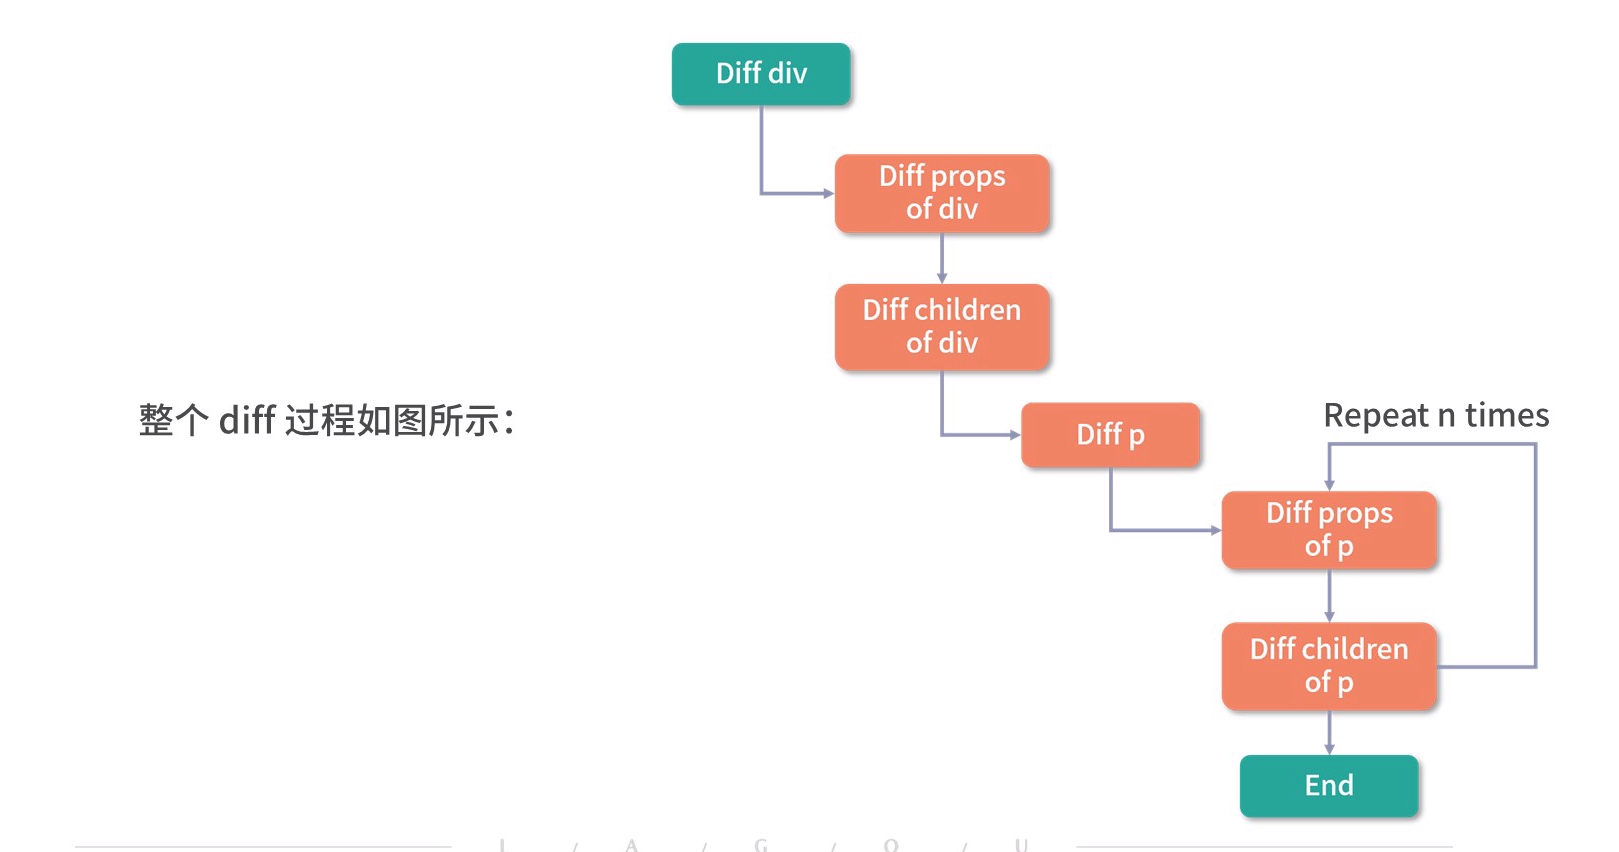 Diff div
Diff props
of div
Diff children
of div
整个 diff 过程如图所示：
Diff p
Repeat n times
Diff props
of p
Diff children
of p
End
L / A / G / O / U